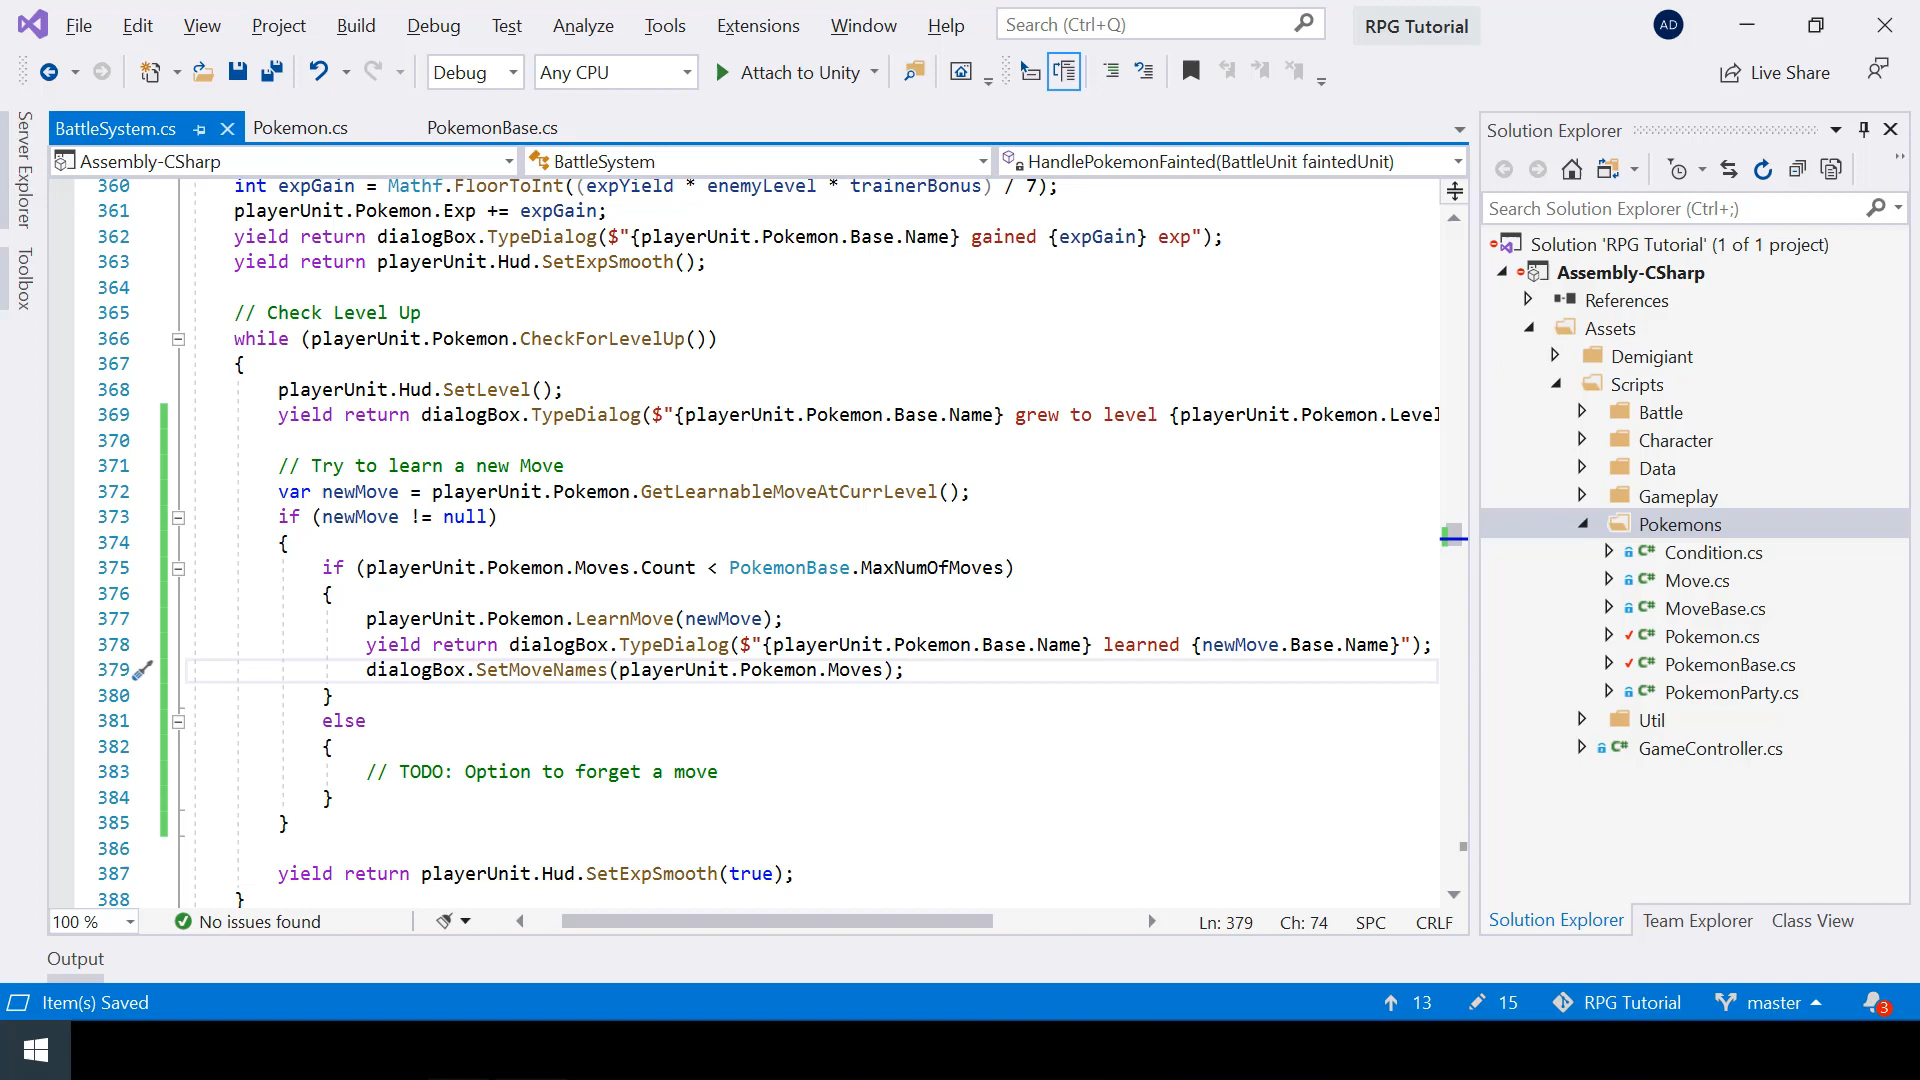 File Edit View Project Build Debug Test Analyze Tools Extensions Window Help Search (Ctrl+Q) RPG Tutorial AD
Debug Any CPU Attach to Unity Live Share
Server Explorer
Toolbox
BattleSystem.cs Pokemon.cs PokemonBase.cs
Assembly-CSharp BattleSystem HandlePokemonFainted(BattleUnit faintedUnit)
360 int expGain = Mathf.FloorToInt((expYield * enemyLevel * trainerBonus) / 7);
361 playerUnit.Pokemon.Exp += expGain;
362 yield return dialogBox.TypeDialog($"{playerUnit.Pokemon.Base.Name} gained {expGain} exp");
363 yield return playerUnit.Hud.SetExpSmooth();
364
365 // Check Level Up
366 while (playerUnit.Pokemon.CheckForLevelUp())
367 {
368 playerUnit.Hud.SetLevel();
369 yield return dialogBox.TypeDialog($"{playerUnit.Pokemon.Base.Name} grew to level {playerUnit.Pokemon.Level
370
371 // Try to learn a new Move
372 var newMove = playerUnit.Pokemon.GetLearnableMoveAtCurrLevel();
373 if (newMove != null)
374 {
375 if (playerUnit.Pokemon.Moves.Count < PokemonBase.MaxNumOfMoves)
376 {
377 playerUnit.Pokemon.LearnMove(newMove);
378 yield return dialogBox.TypeDialog($"{playerUnit.Pokemon.Base.Name} learned {newMove.Base.Name}");
379 dialogBox.SetMoveNames(playerUnit.Pokemon.Moves);
380 }
381 else
382 {
383 // TODO: Option to forget a move
384 }
385 }
386
387 yield return playerUnit.Hud.SetExpSmooth(true);
388 }
100 % No issues found Ln: 379 Ch: 74 SPC CRLF
Solution Explorer
Search Solution Explorer (Ctrl+;)
Solution 'RPG Tutorial' (1 of 1 project)
Assembly-CSharp
References
Assets
Demigiant
Scripts
Battle
Character
Data
Gameplay
Pokemons
C# Condition.cs
C# Move.cs
C# MoveBase.cs
C# Pokemon.cs
C# PokemonBase.cs
C# PokemonParty.cs
Util
C# GameController.cs
Solution Explorer Team Explorer Class View
Output
Item(s) Saved 13 15 RPG Tutorial master 3